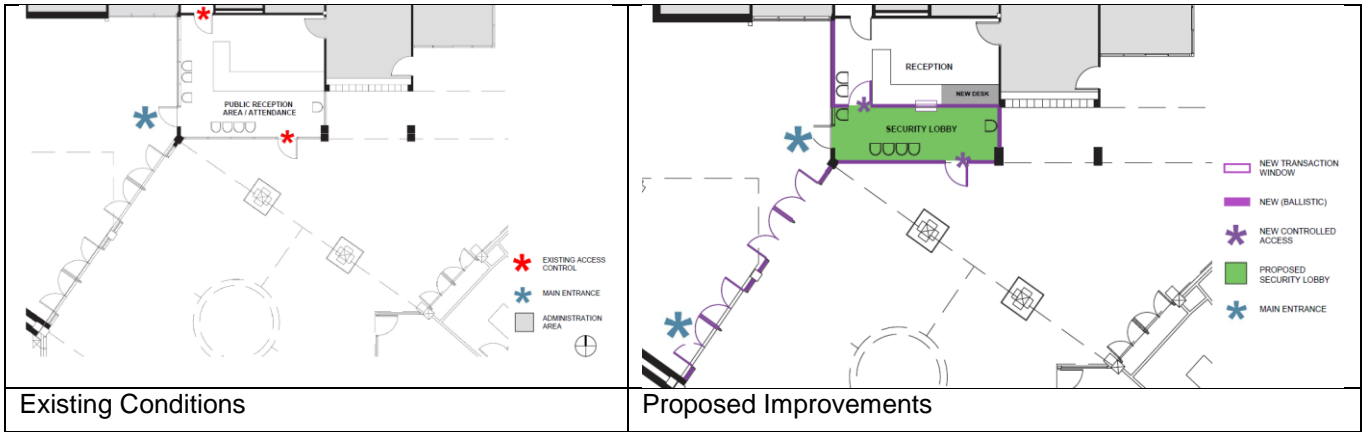 PUBLIC RECEPTION
AREA / ATTENDANCE
EXISTING ACCESS
CONTROL
MAIN ENTRANCE
ADMINISTRATION
AREA
Existing Conditions
RECEPTION
NEW DESK
SECURITY LOBBY
NEW TRANSACTION
WINDOW
NEW (BALLISTIC)
NEW CONTROLLED
ACCESS
PROPOSED
SECURITY LOBBY
MAIN ENTRANCE
Proposed Improvements